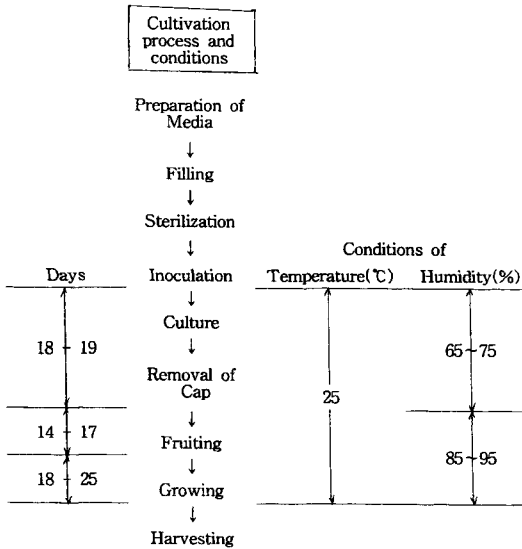 Cultivation
process and
conditions
Preparation of
Media
↓
Filling
↓
Sterilization
↓
Conditions of
Days Inoculation Temperature(℃) Humidity(%)
↓
Culture
18 19 ↓ 65~75
Removal of
Cap 25
↓
14 17 Fruiting
↓ 85~95
18 25 Growing
↓
Harvesting